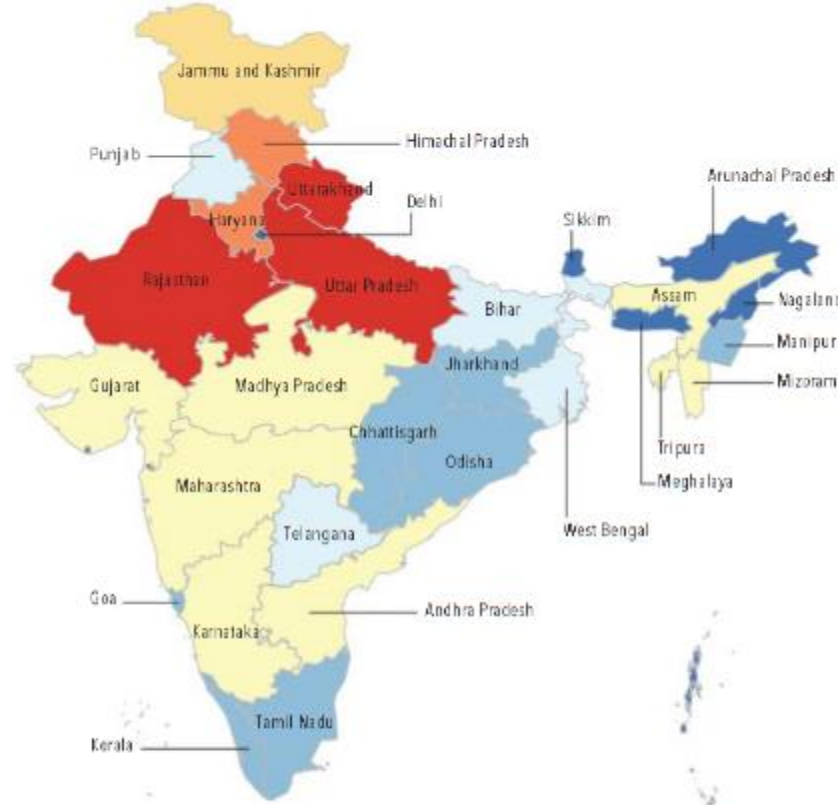 Jammu and Kashmir
Himachal Pradesh
Punjab
Arunachal Pradesh
Uttarakhand
Delhi
Sikkim
Haryana
Rajasthan
Uttar Pradesh
Assam
Nagaland
Bihar
Manipur
Jharkhand
Gujarat
Madhya Pradesh
Mizoram
Chhattisgarh
Tripura
Odisha
Meghalaya
Maharashtra
West Bengal
Telangana
Goa
Andhra Pradesh
Karnataka
Tamil Nadu
Kerala